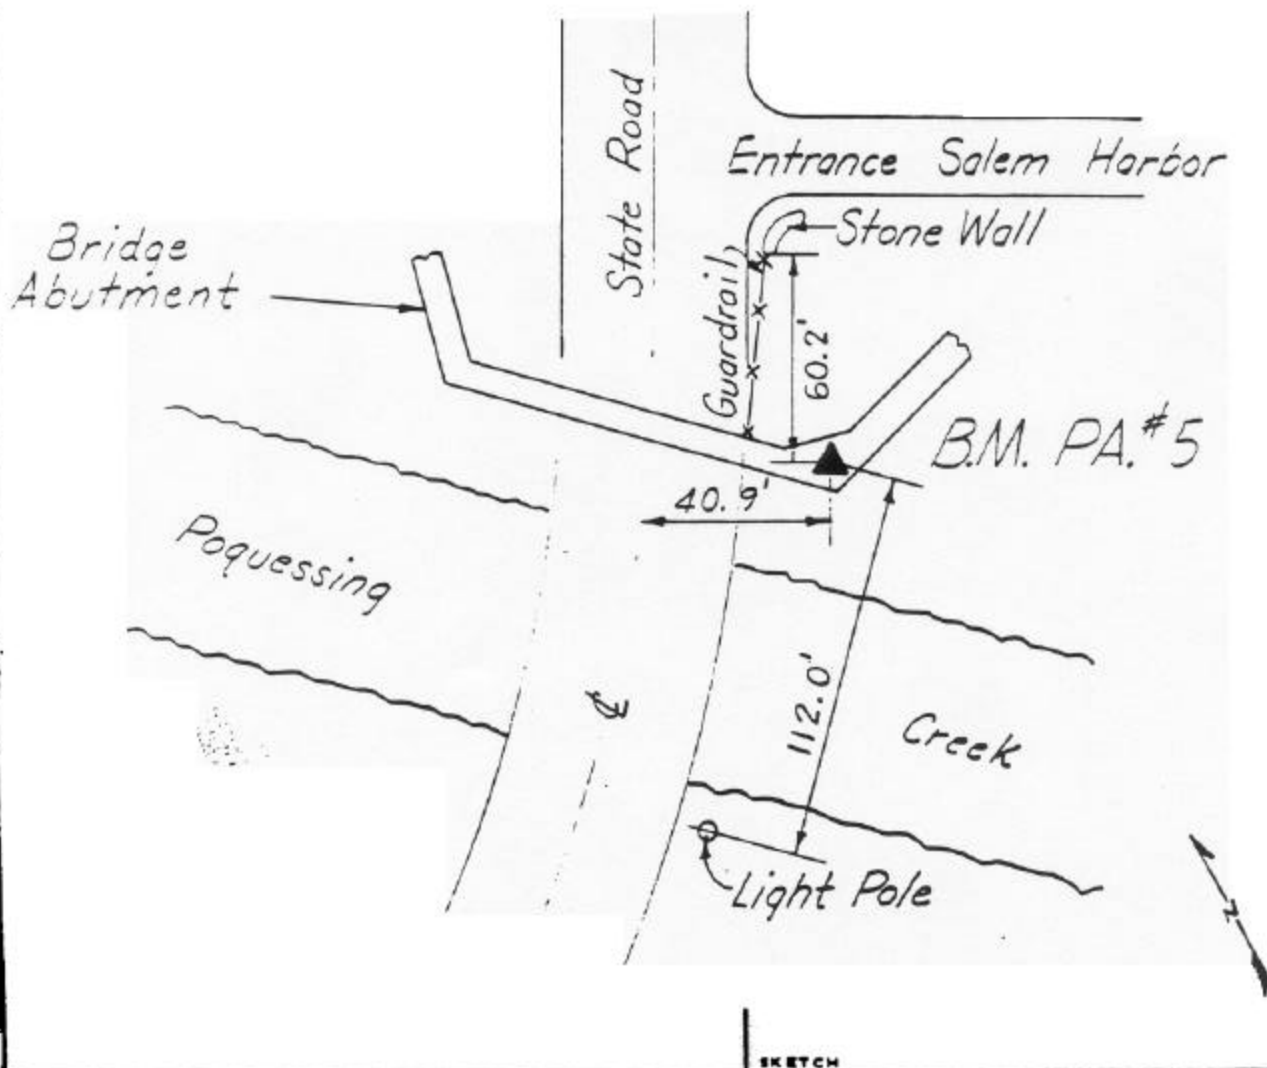 State Road
Entrance Salem Harbor
Stone Wall
Bridge
Abutment
Guardrail
60.2'
B.M. PA. #5
40.9'
Poquessing
℄
112.0'
Creek
Light Pole
N
SKETCH